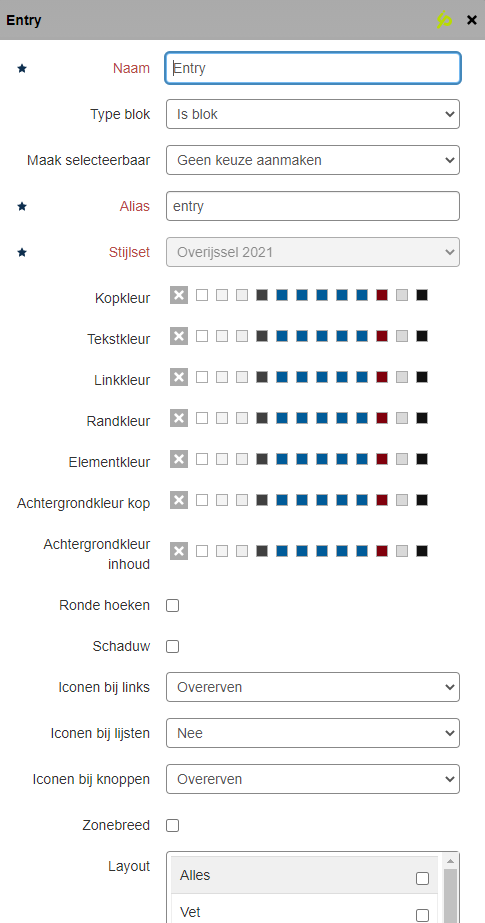 Entry
Naam Entry
Type blok Is blok
Maak selecteerbaar Geen keuze aanmaken
Alias entry
Stijlset Overijssel 2021
Kopkleur
Tekstkleur
Linkkleur
Randkleur
Elementkleur
Achtergrondkleur kop
Achtergrondkleur
inhoud
Ronde hoeken
Schaduw
Iconen bij links Overerven
Iconen bij lijsten Nee
Iconen bij knoppen Overerven
Zonebreed
Layout
Alles
Vet